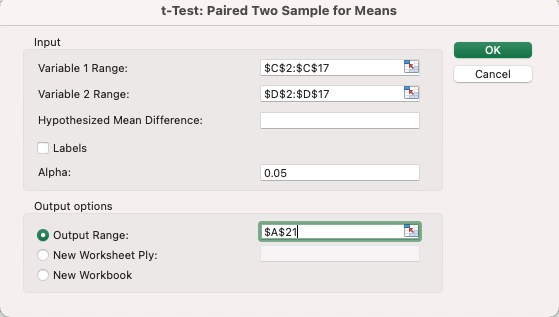 t-Test: Paired Two Sample for Means
Input
Variable 1 Range: $C$2:$C$17
Variable 2 Range: $D$2:$D$17
Hypothesized Mean Difference:
Labels
Alpha: 0.05
OK
Cancel
Output options
Output Range: $A$21
New Worksheet Ply:
New Workbook